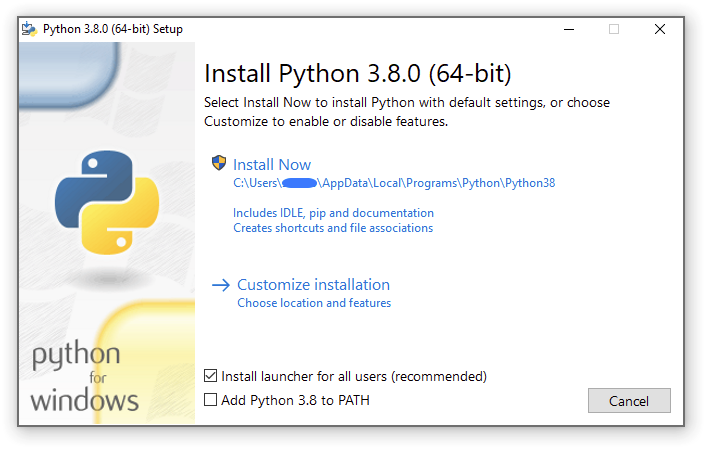 Python 3.8.0 (64-bit) Setup
Install Python 3.8.0 (64-bit)
Select Install Now to install Python with default settings, or choose
Customize to enable or disable features.
Install Now
C:\Users\ \AppData\Local\Programs\Python\Python38
Includes IDLE, pip and documentation
Creates shortcuts and file associations
Customize installation
Choose location and features
python
for
windows
Install launcher for all users (recommended)
Add Python 3.8 to PATH
Cancel